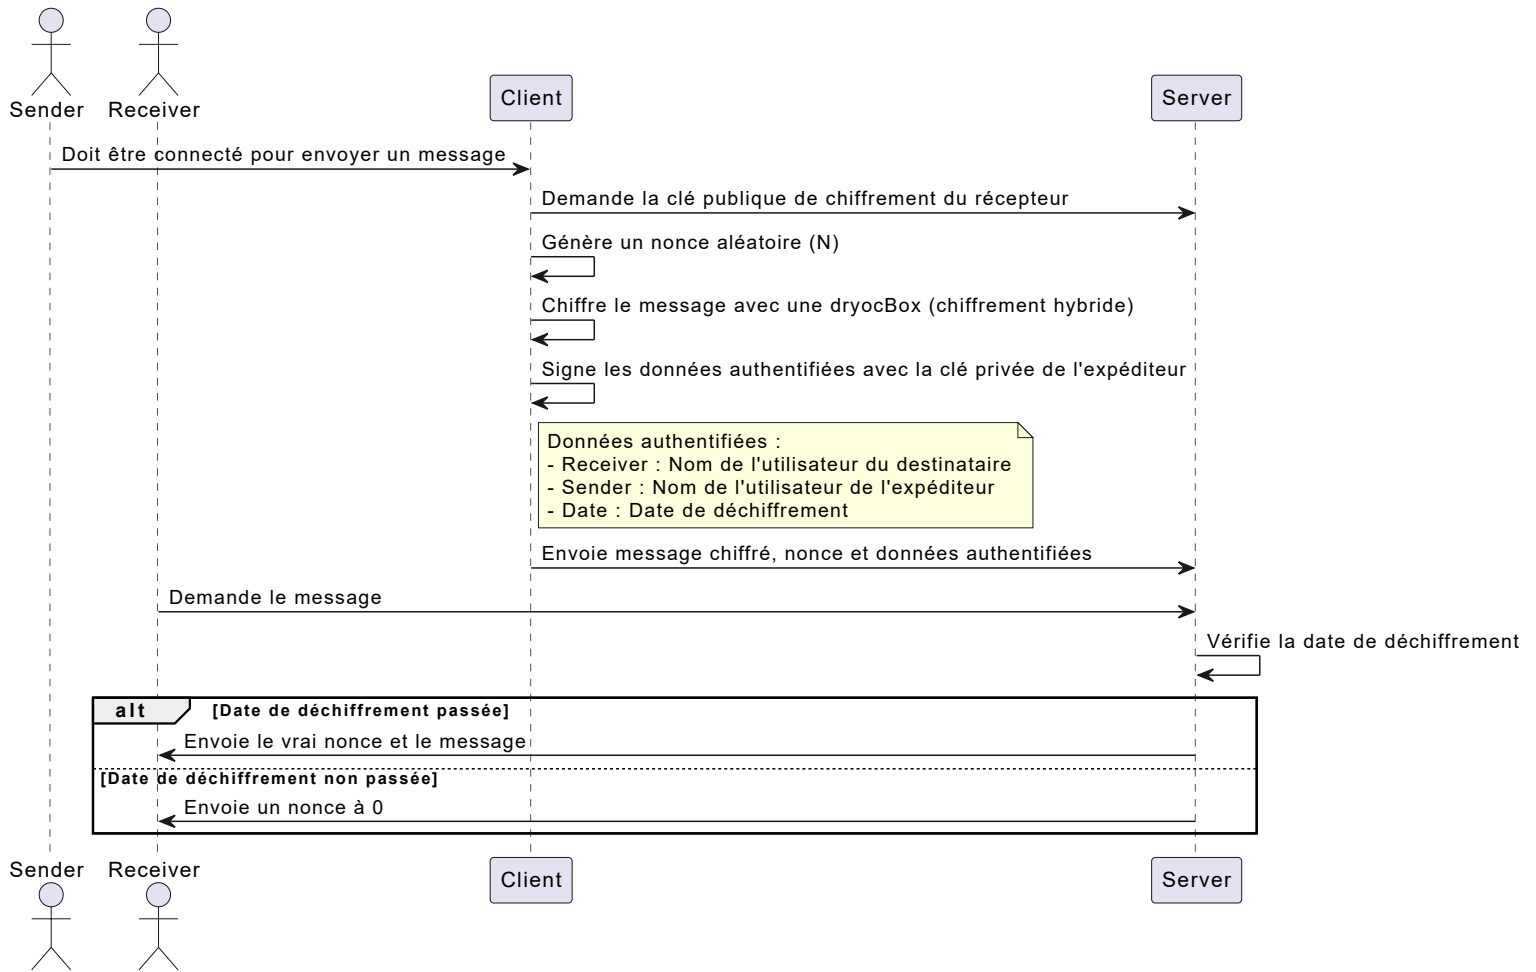 Sender
Receiver
Client
Server
Doit être connecté pour envoyer un message
Demande la clé publique de chiffrement du récepteur
Génère un nonce aléatoire (N)
Chiffre le message avec une dryocBox (chiffrement hybride)
Signe les données authentifiées avec la clé privée de l'expéditeur
Données authentifiées :
- Receiver : Nom de l'utilisateur du destinataire
- Sender : Nom de l'utilisateur de l'expéditeur
- Date : Date de déchiffrement
Envoie message chiffré, nonce et données authentifiées
Demande le message
Vérifie la date de déchiffrement
alt [Date de déchiffrement passée]
Envoie le vrai nonce et le message
[Date de déchiffrement non passée]
Envoie un nonce à 0
Sender
Receiver
Client
Server